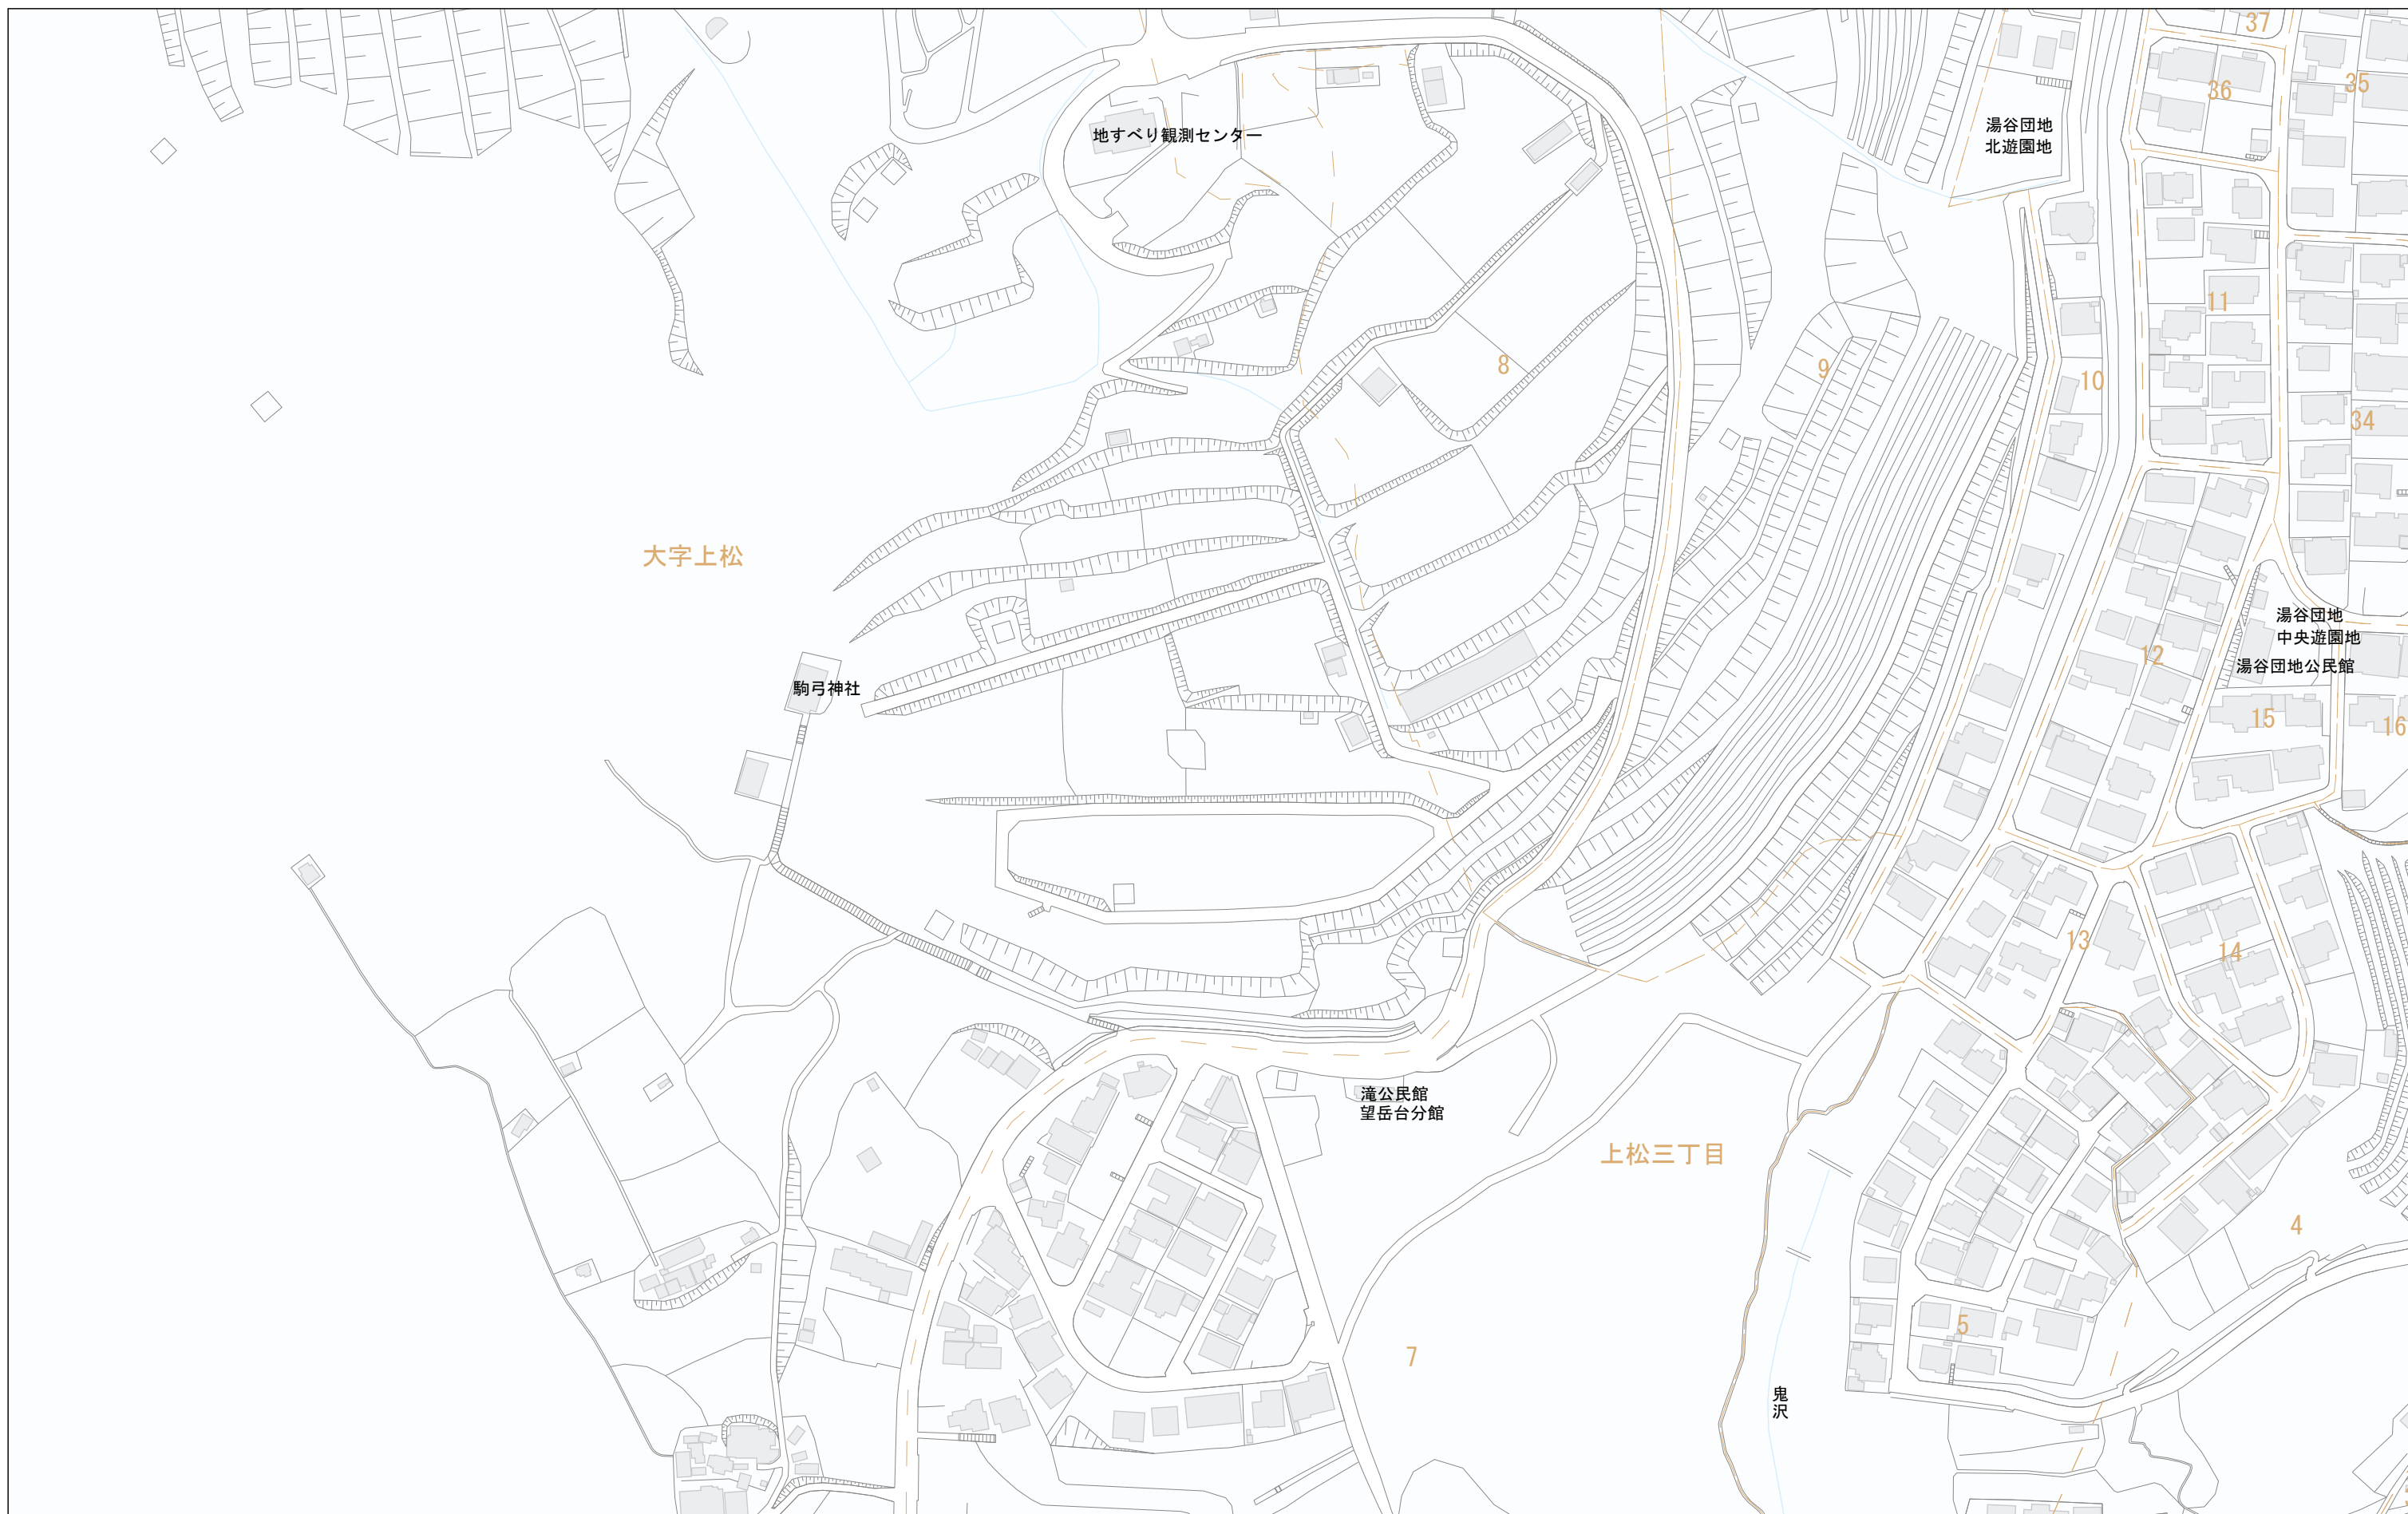 37
35
36
地すべり観測センター
湯谷団地
北遊園地
11
8
9
10
34
大字上松
湯谷団地
中央遊園地
12
湯谷団地公民館
駒弓神社
15
16
13
14
滝公民館
望岳台分館
上松三丁目
4
5
7
鬼沢